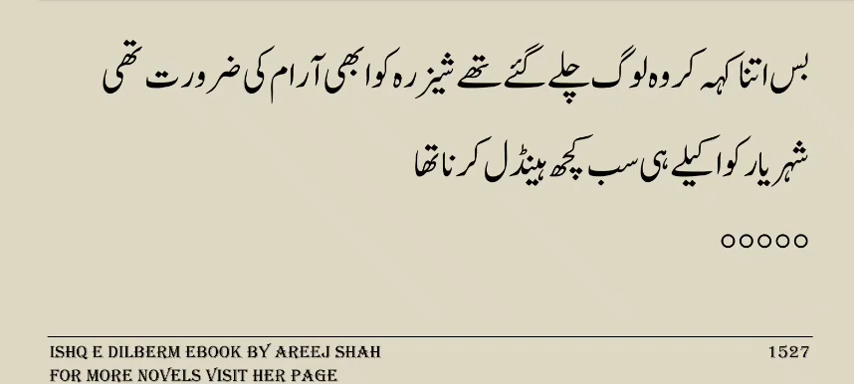 بس اتنا کہہ کر وہ لوگ چلے گئے تھے شیزرہ کو ابھی آرام کی ضرورت تھی
شہریار کو اکیلے ہی سب کچھ ہینڈل کرنا تھا
○○○○○
ISHQ E DILBERM EBOOK BY AREEJ SHAH 1527
FOR MORE NOVELS VISIT HER PAGE